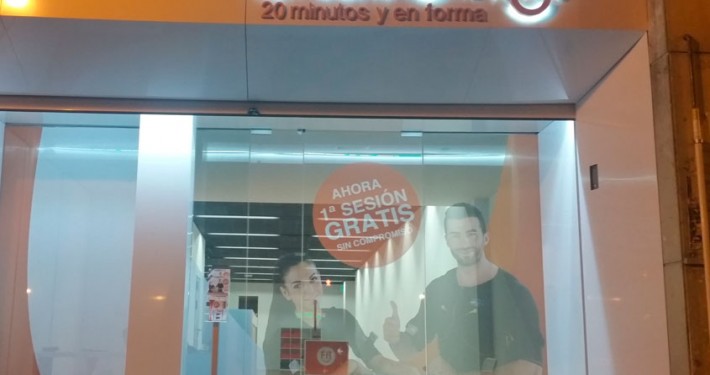 20 minutos y en forma
AHORA
1ª SESIÓN
GRATIS
SIN COMPROMISO